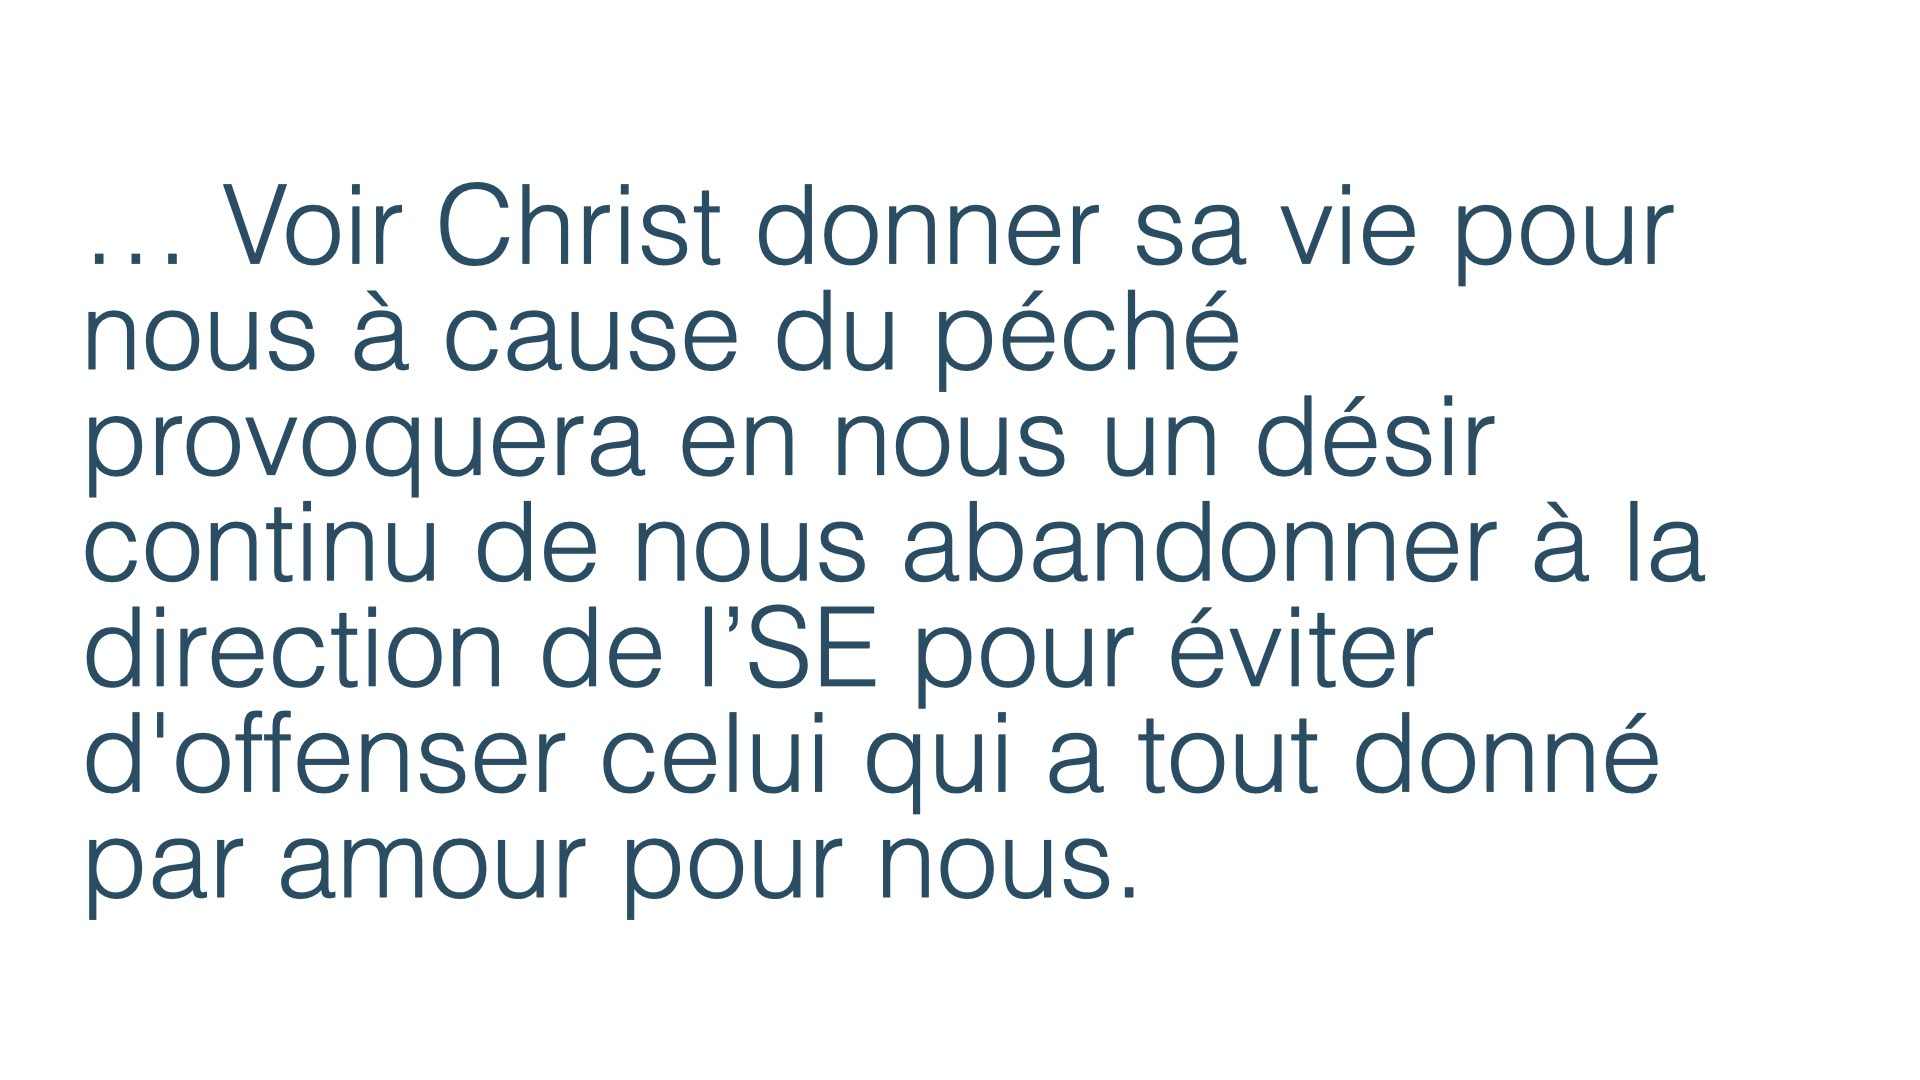 … Voir Christ donner sa vie pour
nous à cause du péché
provoquera en nous un désir
continu de nous abandonner à la
direction de l’SE pour éviter
d'offenser celui qui a tout donné
par amour pour nous.